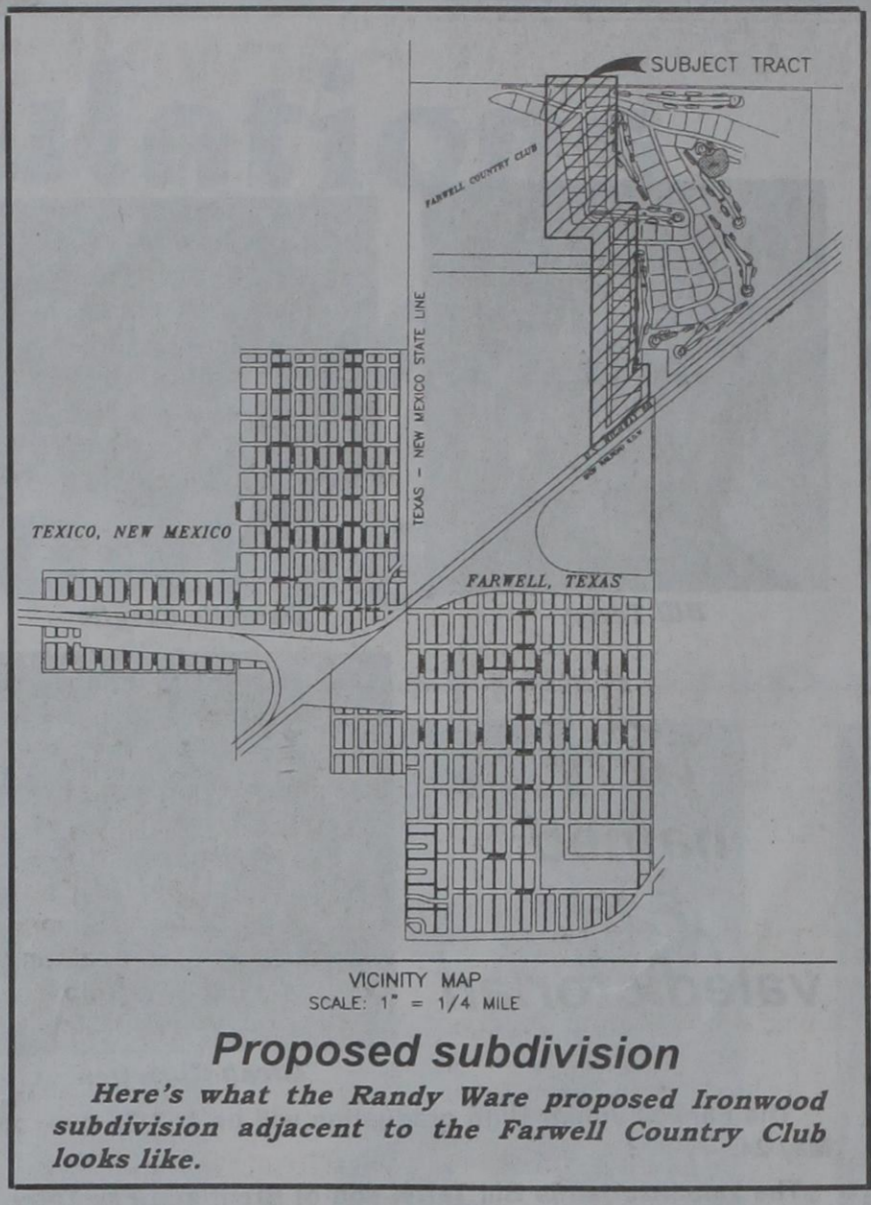 SUBJECT TRACT
FARWELL COUNTRY CLUB
TEXAS - NEW MEXICO STATE LINE
TEXICO, NEW MEXICO
FARWELL, TEXAS
VICINITY MAP
SCALE: 1" = 1/4 MILE
Proposed subdivision
Here's what the Randy Ware proposed Ironwood
subdivision adjacent to the Farwell Country Club
looks like.